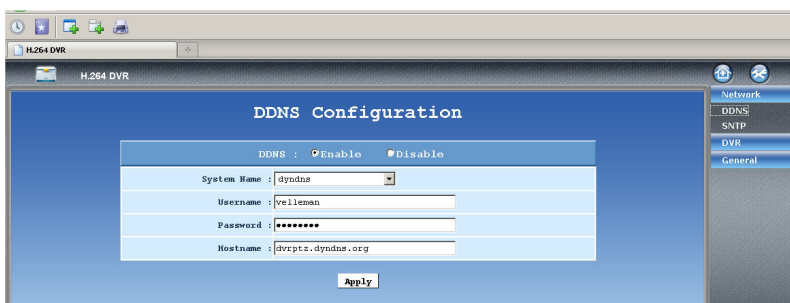 H.264 DVR
H.264 DVR
DDNS Configuration
DDNS : Enable Disable
System Name : dyndns
Username : velleman
Password : ●●●●●●●●
Hostname : dvrptz.dyndns.org
Apply
Network
DDNS
SNTP
DVR
General